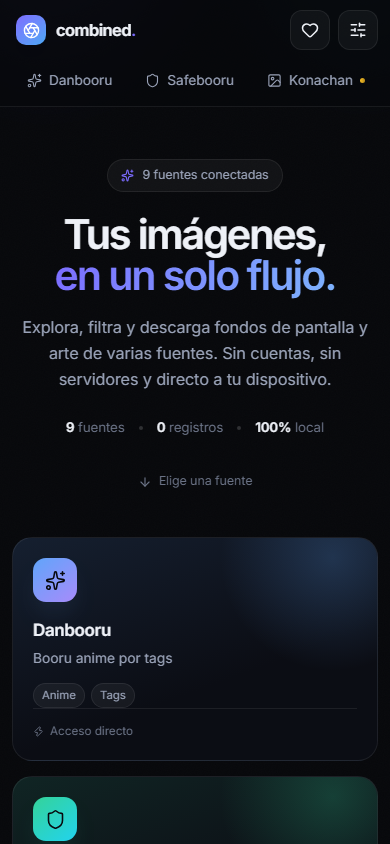 combined.
Danbooru
Safebooru
Konachan
9 fuentes conectadas
Tus imágenes,
en un solo flujo.
Explora, filtra y descarga fondos de pantalla y
arte de varias fuentes. Sin cuentas, sin
servidores y directo a tu dispositivo.
9 fuentes • 0 registros • 100% local
Elige una fuente
Danbooru
Booru anime por tags
Anime Tags
Acceso directo